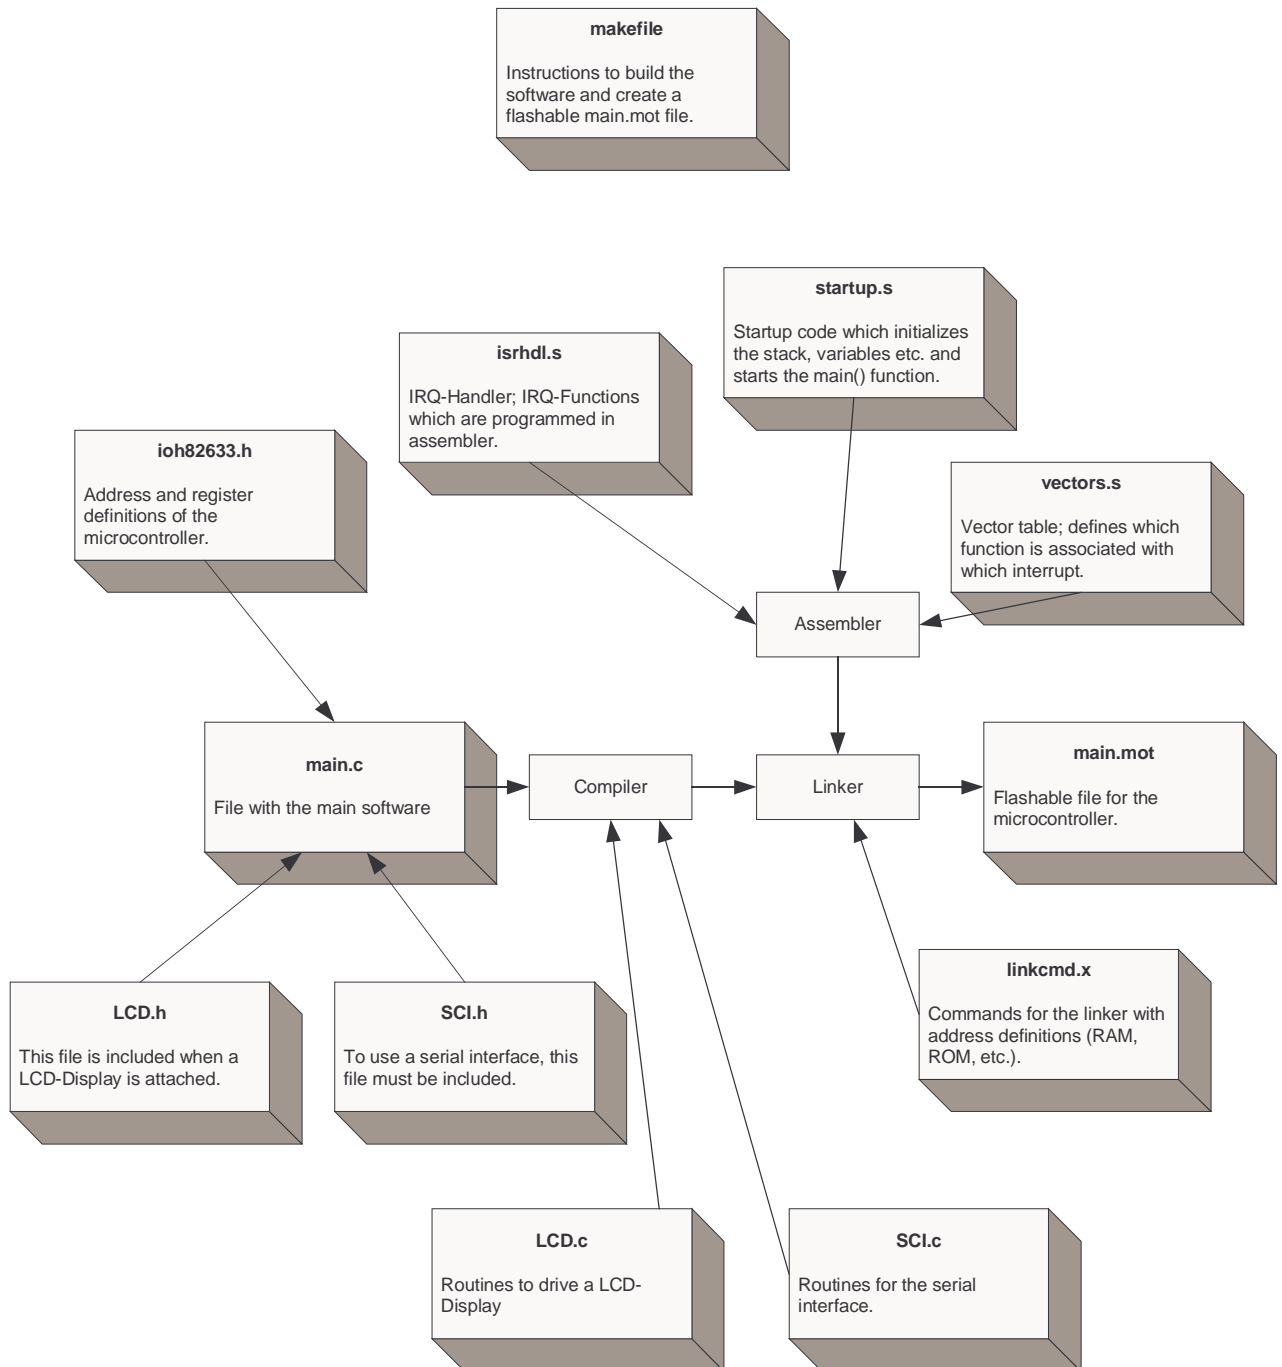 makefile
Instructions to build the
software and create a
flashable main.mot file.
startup.s
Startup code which initializes
the stack, variables etc. and
starts the main() function.
isrhdl.s
IRQ-Handler; IRQ-Functions
which are programmed in
assembler.
ioh82633.h
Address and register
definitions of the
microcontroller.
vectors.s
Vector table; defines which
function is associated with
which interrupt.
Assembler
main.c
File with the main software
Compiler
Linker
main.mot
Flashable file for the
microcontroller.
LCD.h
This file is included when a
LCD-Display is attached.
SCI.h
To use a serial interface, this
file must be included.
linkcmd.x
Commands for the linker with
address definitions (RAM,
ROM, etc.).
LCD.c
Routines to drive a LCD-
Display
SCI.c
Routines for the serial
interface.